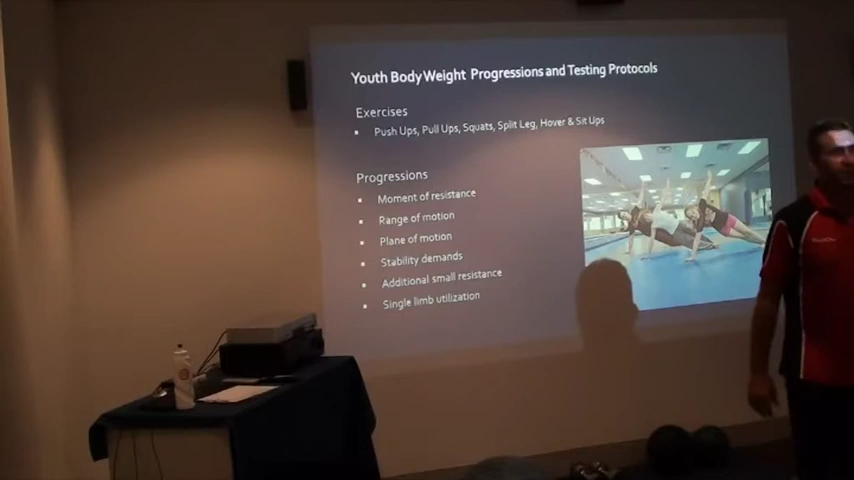 Youth Body Weight Progressions and Testing Protocols
Exercises
Push Ups, Pull Ups, Squats, Split Leg, Hover & Sit Ups
Progressions
Moment of resistance
Range of motion
Plane of motion
Stability demands
Additional small resistance
Single limb utilization